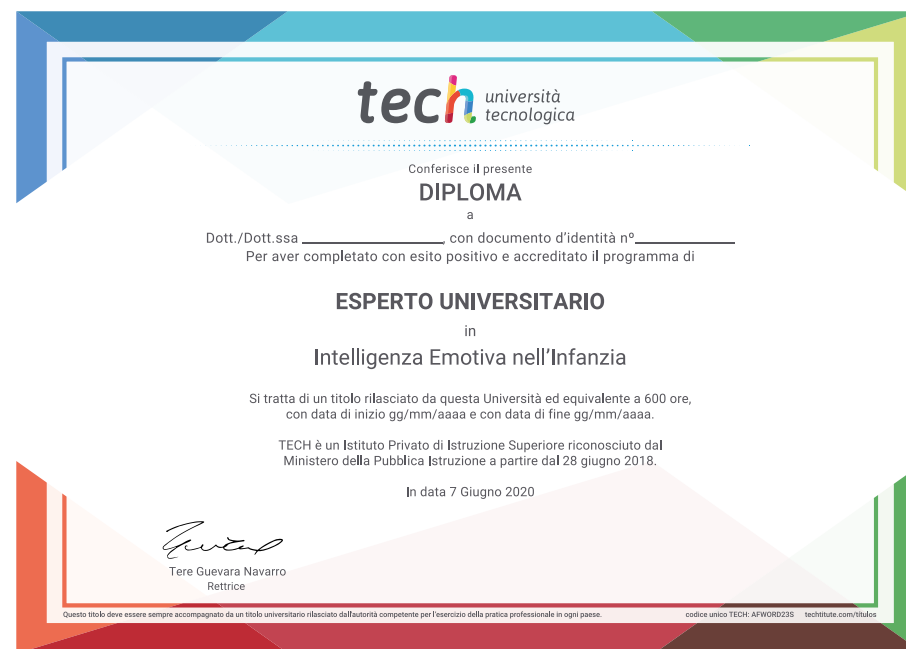 tech università
tecnologica
Conferisce il presente
DIPLOMA
a
Dott./Dott.ssa ____________________, con documento d'identità nº______________
Per aver completato con esito positivo e accreditato il programma di
ESPERTO UNIVERSITARIO
in
Intelligenza Emotiva nell'Infanzia
Si tratta di un titolo rilasciato da questa Università ed equivalente a 600 ore,
con data di inizio gg/mm/aaaa e con data di fine gg/mm/aaaa.
TECH è un Istituto Privato di Istruzione Superiore riconosciuto dal
Ministero della Pubblica Istruzione a partire dal 28 giugno 2018.
In data 7 Giugno 2020
Tere Guevara Navarro
Rettrice
Questo titolo deve essere sempre accompagnato da un titolo universitario rilasciato dall'autorità competente per l'esercizio della pratica professionale in ogni paese. codice unico TECH: AFWORD23S techtitute.com/titulos